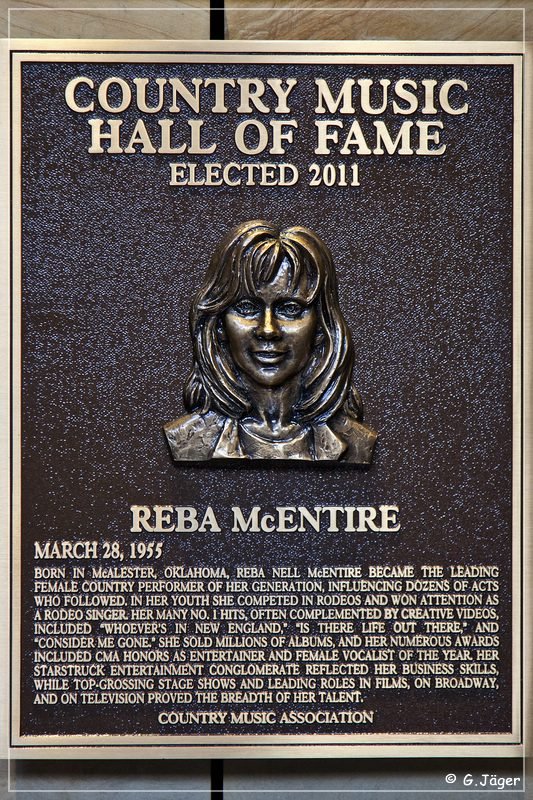 COUNTRY MUSIC
HALL OF FAME
ELECTED 2011
REBA McENTIRE
MARCH 28, 1955
BORN IN McALESTER, OKLAHOMA, REBA NELL McENTIRE BECAME THE LEADING
FEMALE COUNTRY PERFORMER OF HER GENERATION, INFLUENCING DOZENS OF ACTS
WHO FOLLOWED. IN HER YOUTH SHE COMPETED IN RODEOS AND WON ATTENTION AS
A RODEO SINGER. HER MANY NO. 1 HITS, OFTEN COMPLEMENTED BY CREATIVE VIDEOS,
INCLUDED "WHOEVER'S IN NEW ENGLAND," "IS THERE LIFE OUT THERE," AND
"CONSIDER ME GONE." SHE SOLD MILLIONS OF ALBUMS, AND HER NUMEROUS AWARDS
INCLUDED CMA HONORS AS ENTERTAINER AND FEMALE VOCALIST OF THE YEAR. HER
STARSTRUCK ENTERTAINMENT CONGLOMERATE REFLECTED HER BUSINESS SKILLS,
WHILE TOP-GROSSING STAGE SHOWS AND LEADING ROLES IN FILMS, ON BROADWAY,
AND ON TELEVISION PROVED THE BREADTH OF HER TALENT.
COUNTRY MUSIC ASSOCIATION
© G.Jäger